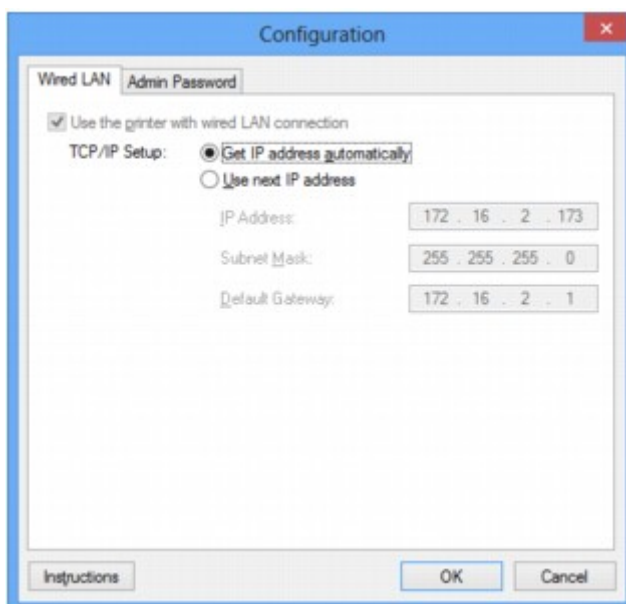 Configuration
Wired LAN
Admin Password
Use the printer with wired LAN connection
TCP/IP Setup:
Get IP address automatically
Use next IP address
IP Address:
172 . 16 . 2 . 173
Subnet Mask:
255 . 255 . 255 . 0
Default Gateway:
172 . 16 . 2 . 1
Instructions
OK
Cancel